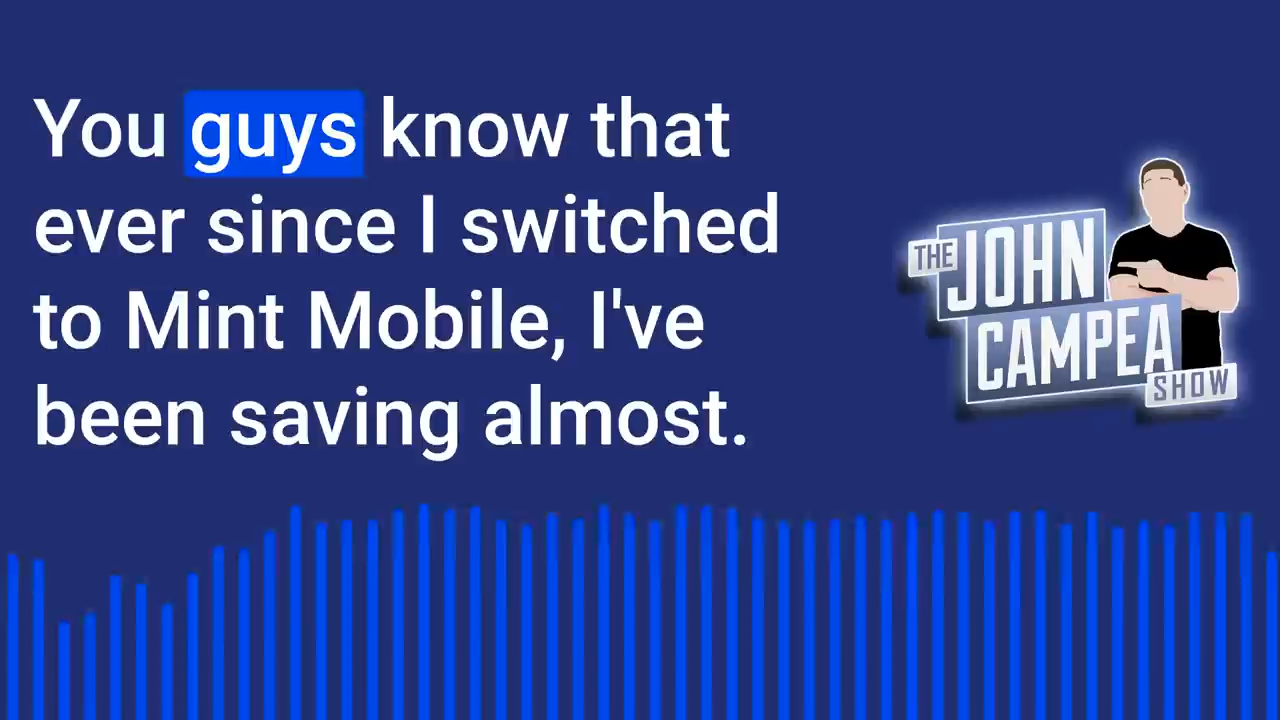 You guys know that
ever since I switched
to Mint Mobile, I've
been saving almost.
THE JOHN
CAMPEA
SHOW